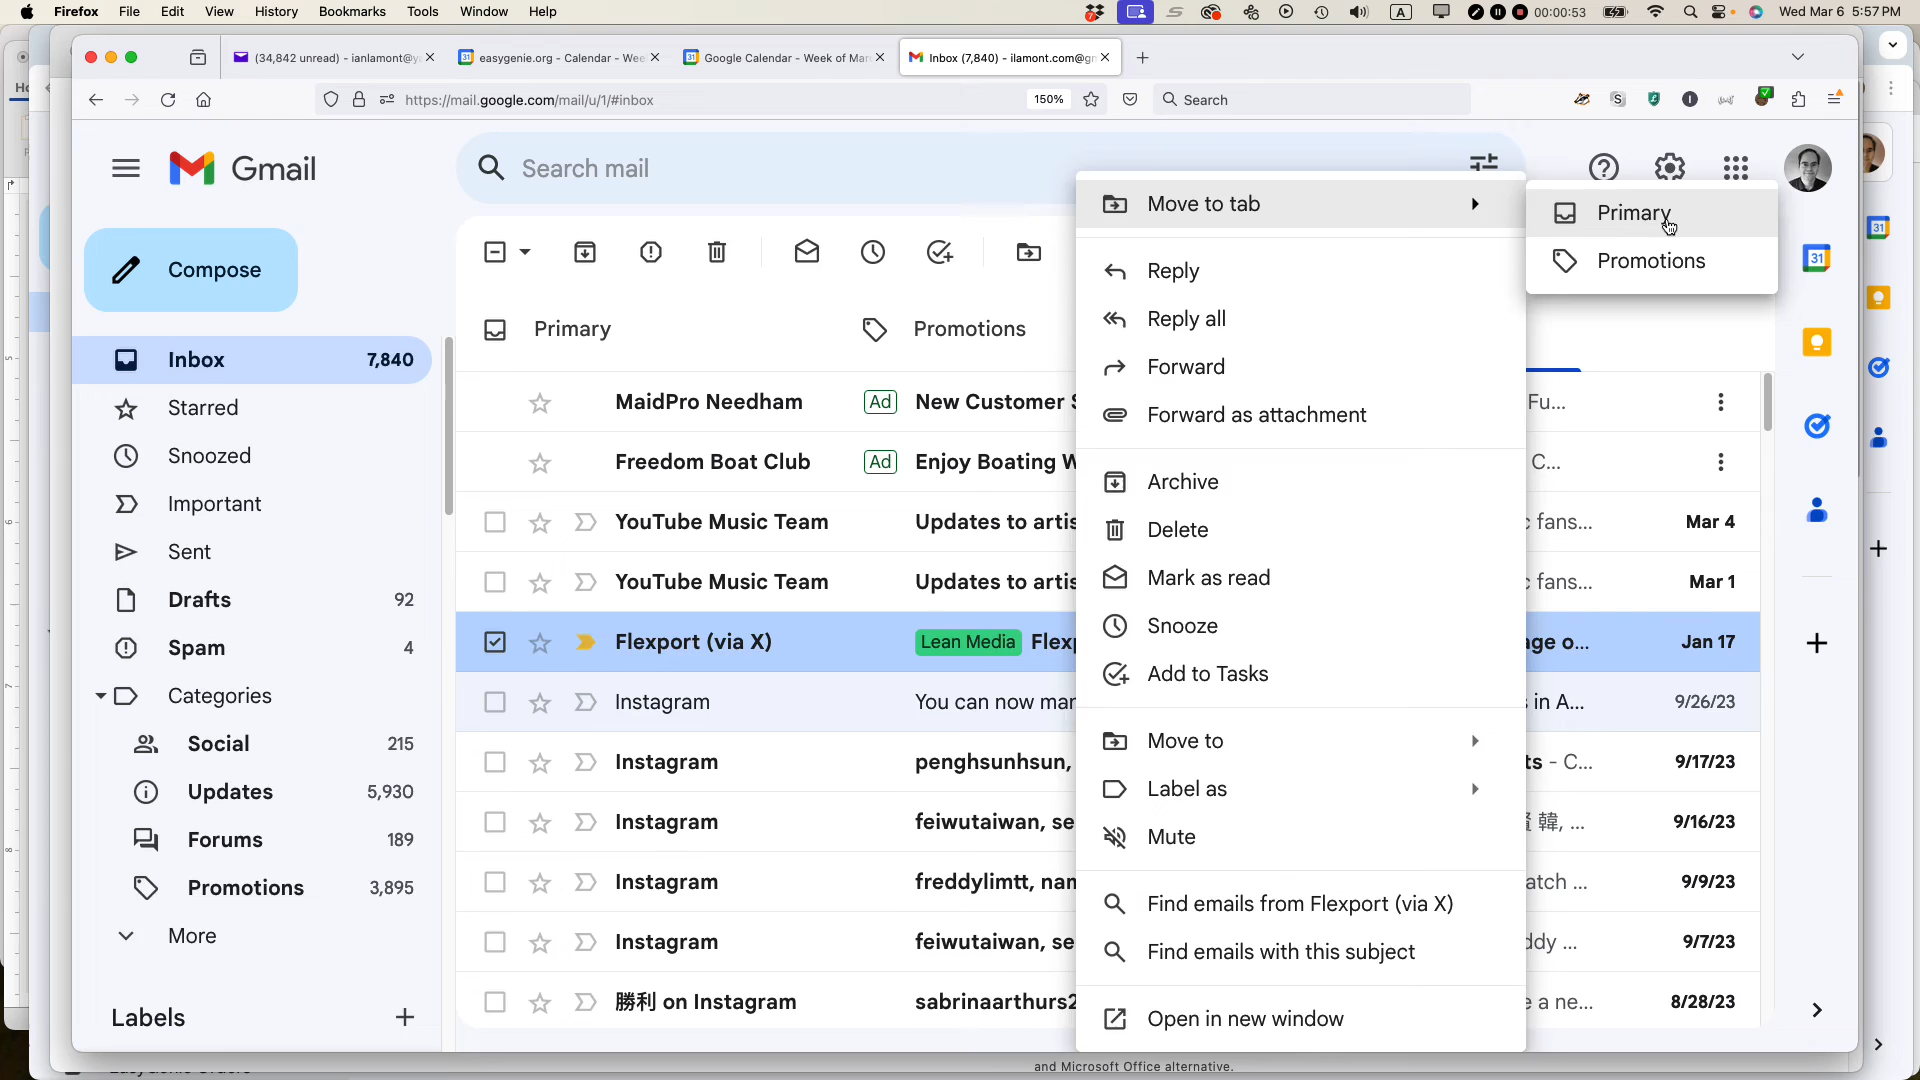 Firefox File Edit View History Bookmarks Tools Window Help
7 A 00:00:53 Wed Mar 6 5:57 PM
(34,842 unread) - ianlamont@y
easygenie.org - Calendar - Wee
Google Calendar - Week of Mar
Inbox (7,840) - ilamont.com@gm
https://mail.google.com/mail/u/1/#inbox
150%
Search
Gmail
Search mail
Compose
Inbox 7,840
Starred
Snoozed
Important
Sent
Drafts 92
Spam 4
Categories
Social 215
Updates 5,930
Forums 189
Promotions 3,895
More
Labels
Primary
Promotions
MaidPro Needham Ad New Customer S Fu...
Freedom Boat Club Ad Enjoy Boating W C...
YouTube Music Team Updates to artis c fans... Mar 4
YouTube Music Team Updates to artis c fans... Mar 1
Flexport (via X) Lean Media Flexp age o... Jan 17
Instagram You can now mar in A... 9/26/23
Instagram penghsunhsun, ts - C... 9/17/23
Instagram feiwutaiwan, se 韓, ... 9/16/23
Instagram freddylimtt, nam atch ... 9/9/23
Instagram feiwutaiwan, se ddy ... 9/7/23
勝利 on Instagram sabrinaarthurs2 e a ne... 8/28/23
Move to tab
Reply
Reply all
Forward
Forward as attachment
Archive
Delete
Mark as read
Snooze
Add to Tasks
Move to
Label as
Mute
Find emails from Flexport (via X)
Find emails with this subject
Open in new window
Primary
Promotions
31
31
and Microsoft Office alternative.